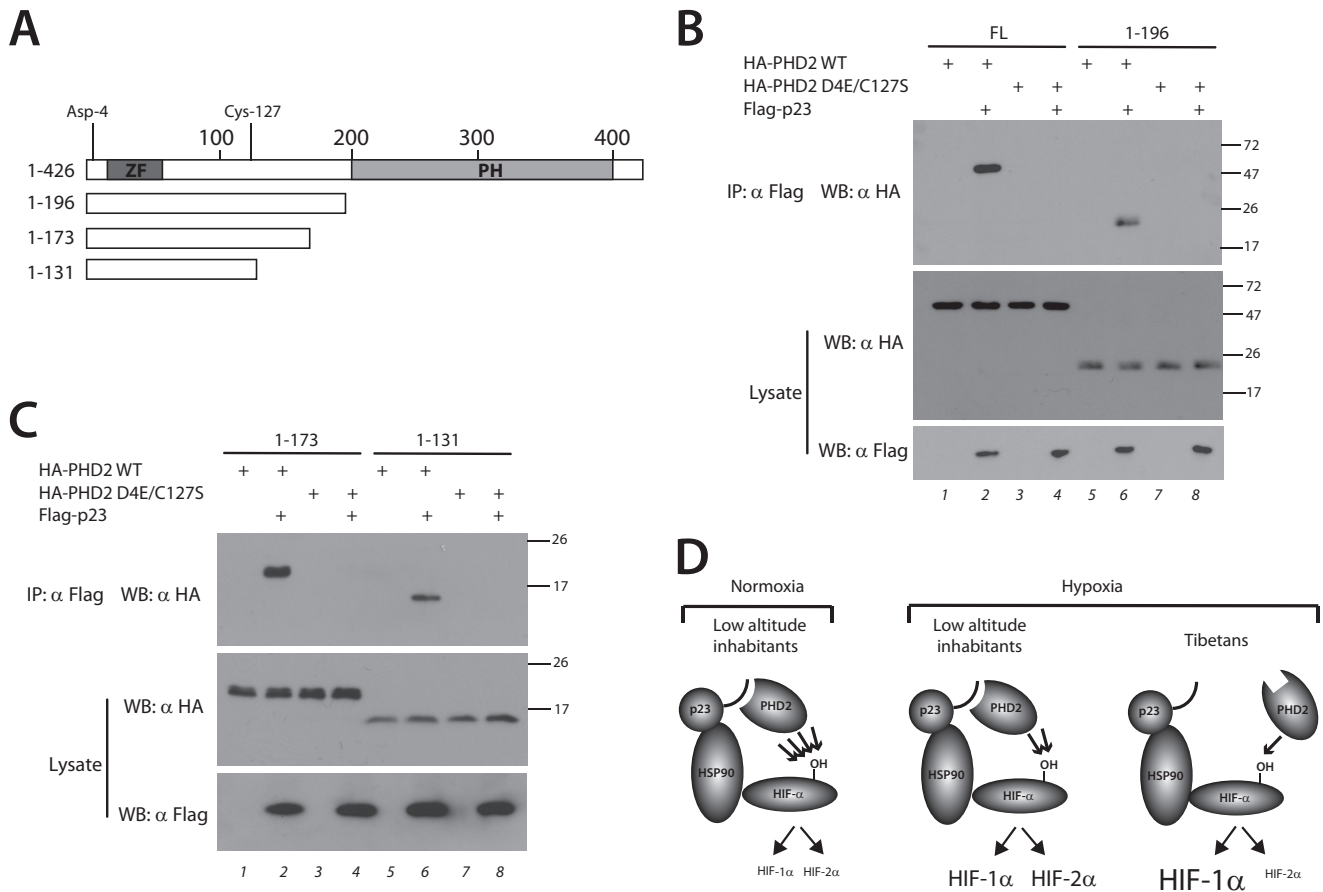 A
Asp-4
Cys-127
100 200 300 400
1-426 ZF PH
1-196
1-173
1-131
B
FL 1-196
HA-PHD2 WT + + + +
HA-PHD2 D4E/C127S + + + +
Flag-p23 + + + +
IP: α Flag WB: α HA
72
47
26
17
Lysate
WB: α HA
72
47
26
17
WB: α Flag
1 2 3 4 5 6 7 8
C
1-173 1-131
HA-PHD2 WT + + + +
HA-PHD2 D4E/C127S + + + +
Flag-p23 + + + +
IP: α Flag WB: α HA
26
17
Lysate
WB: α HA
26
17
WB: α Flag
1 2 3 4 5 6 7 8
D
Normoxia
Low altitude
inhabitants
p23
PHD2
HSP90
OH
HIF-α
HIF-1α HIF-2α
Hypoxia
Low altitude
inhabitants
p23
PHD2
HSP90
OH
HIF-α
HIF-1α HIF-2α
Tibetans
p23
PHD2
HSP90
OH
HIF-α
HIF-1α HIF-2α